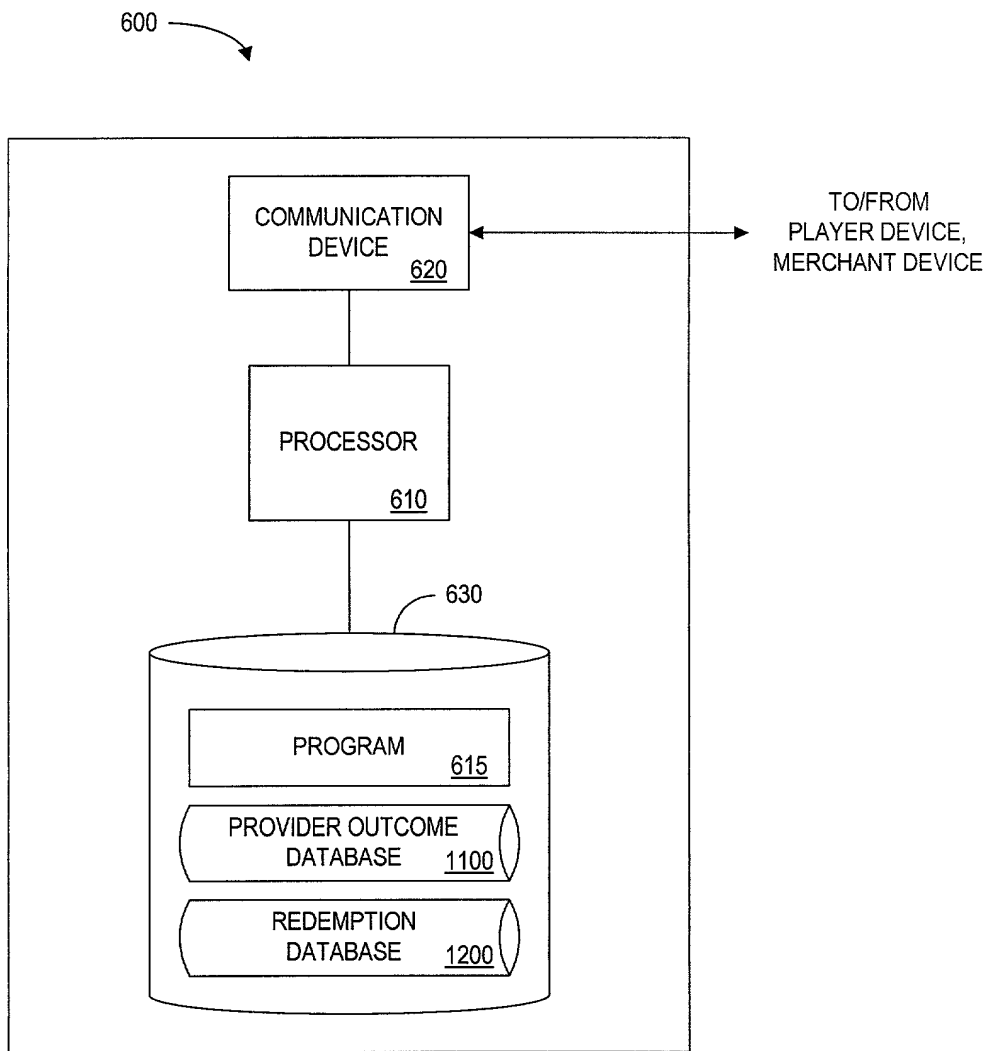 600
COMMUNICATION
DEVICE
620
TO/FROM
PLAYER DEVICE,
MERCHANT DEVICE
PROCESSOR
610
630
PROGRAM
615
PROVIDER OUTCOME
DATABASE
1100
REDEMPTION
DATABASE
1200